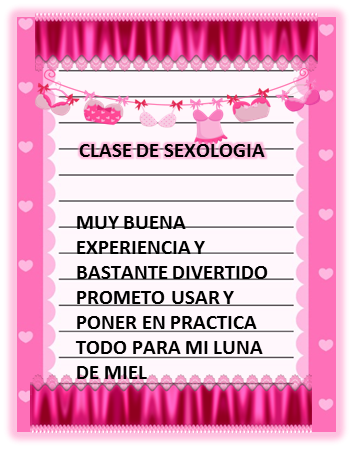 CLASE DE SEXOLOGIA
MUY BUENA
EXPERIENCIA Y
BASTANTE DIVERTIDO
PROMETO USAR Y
PONER EN PRACTICA
TODO PARA MI LUNA
DE MIEL